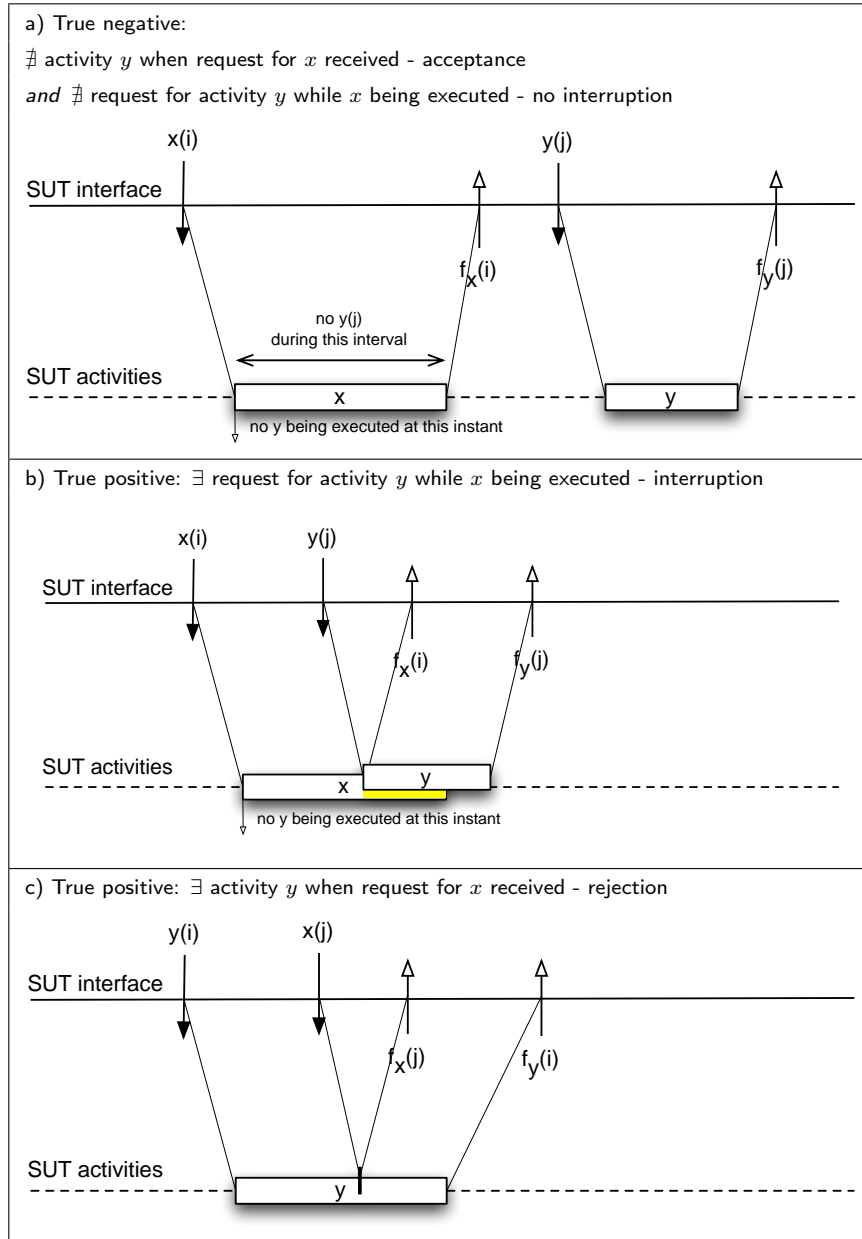 a) True negative:
∄ activity y when request for x received - acceptance
and ∄ request for activity y while x being executed - no interruption
x(i)
y(j)
SUT interface
f_x(i)
f_y(j)
no y(j)
during this interval
SUT activities
x
y
no y being executed at this instant
b) True positive: ∃ request for activity y while x being executed - interruption
x(i)
y(j)
SUT interface
f_x(i)
f_y(j)
SUT activities
x
y
no y being executed at this instant
c) True positive: ∃ activity y when request for x received - rejection
y(i)
x(j)
SUT interface
f_x(j)
f_y(i)
SUT activities
y